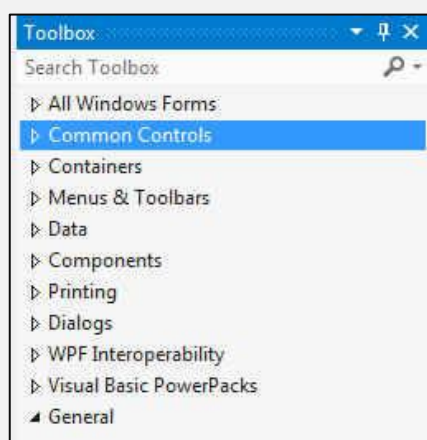 Toolbox
Search Toolbox
All Windows Forms
Common Controls
Containers
Menus & Toolbars
Data
Components
Printing
Dialogs
WPF Interoperability
Visual Basic PowerPacks
General